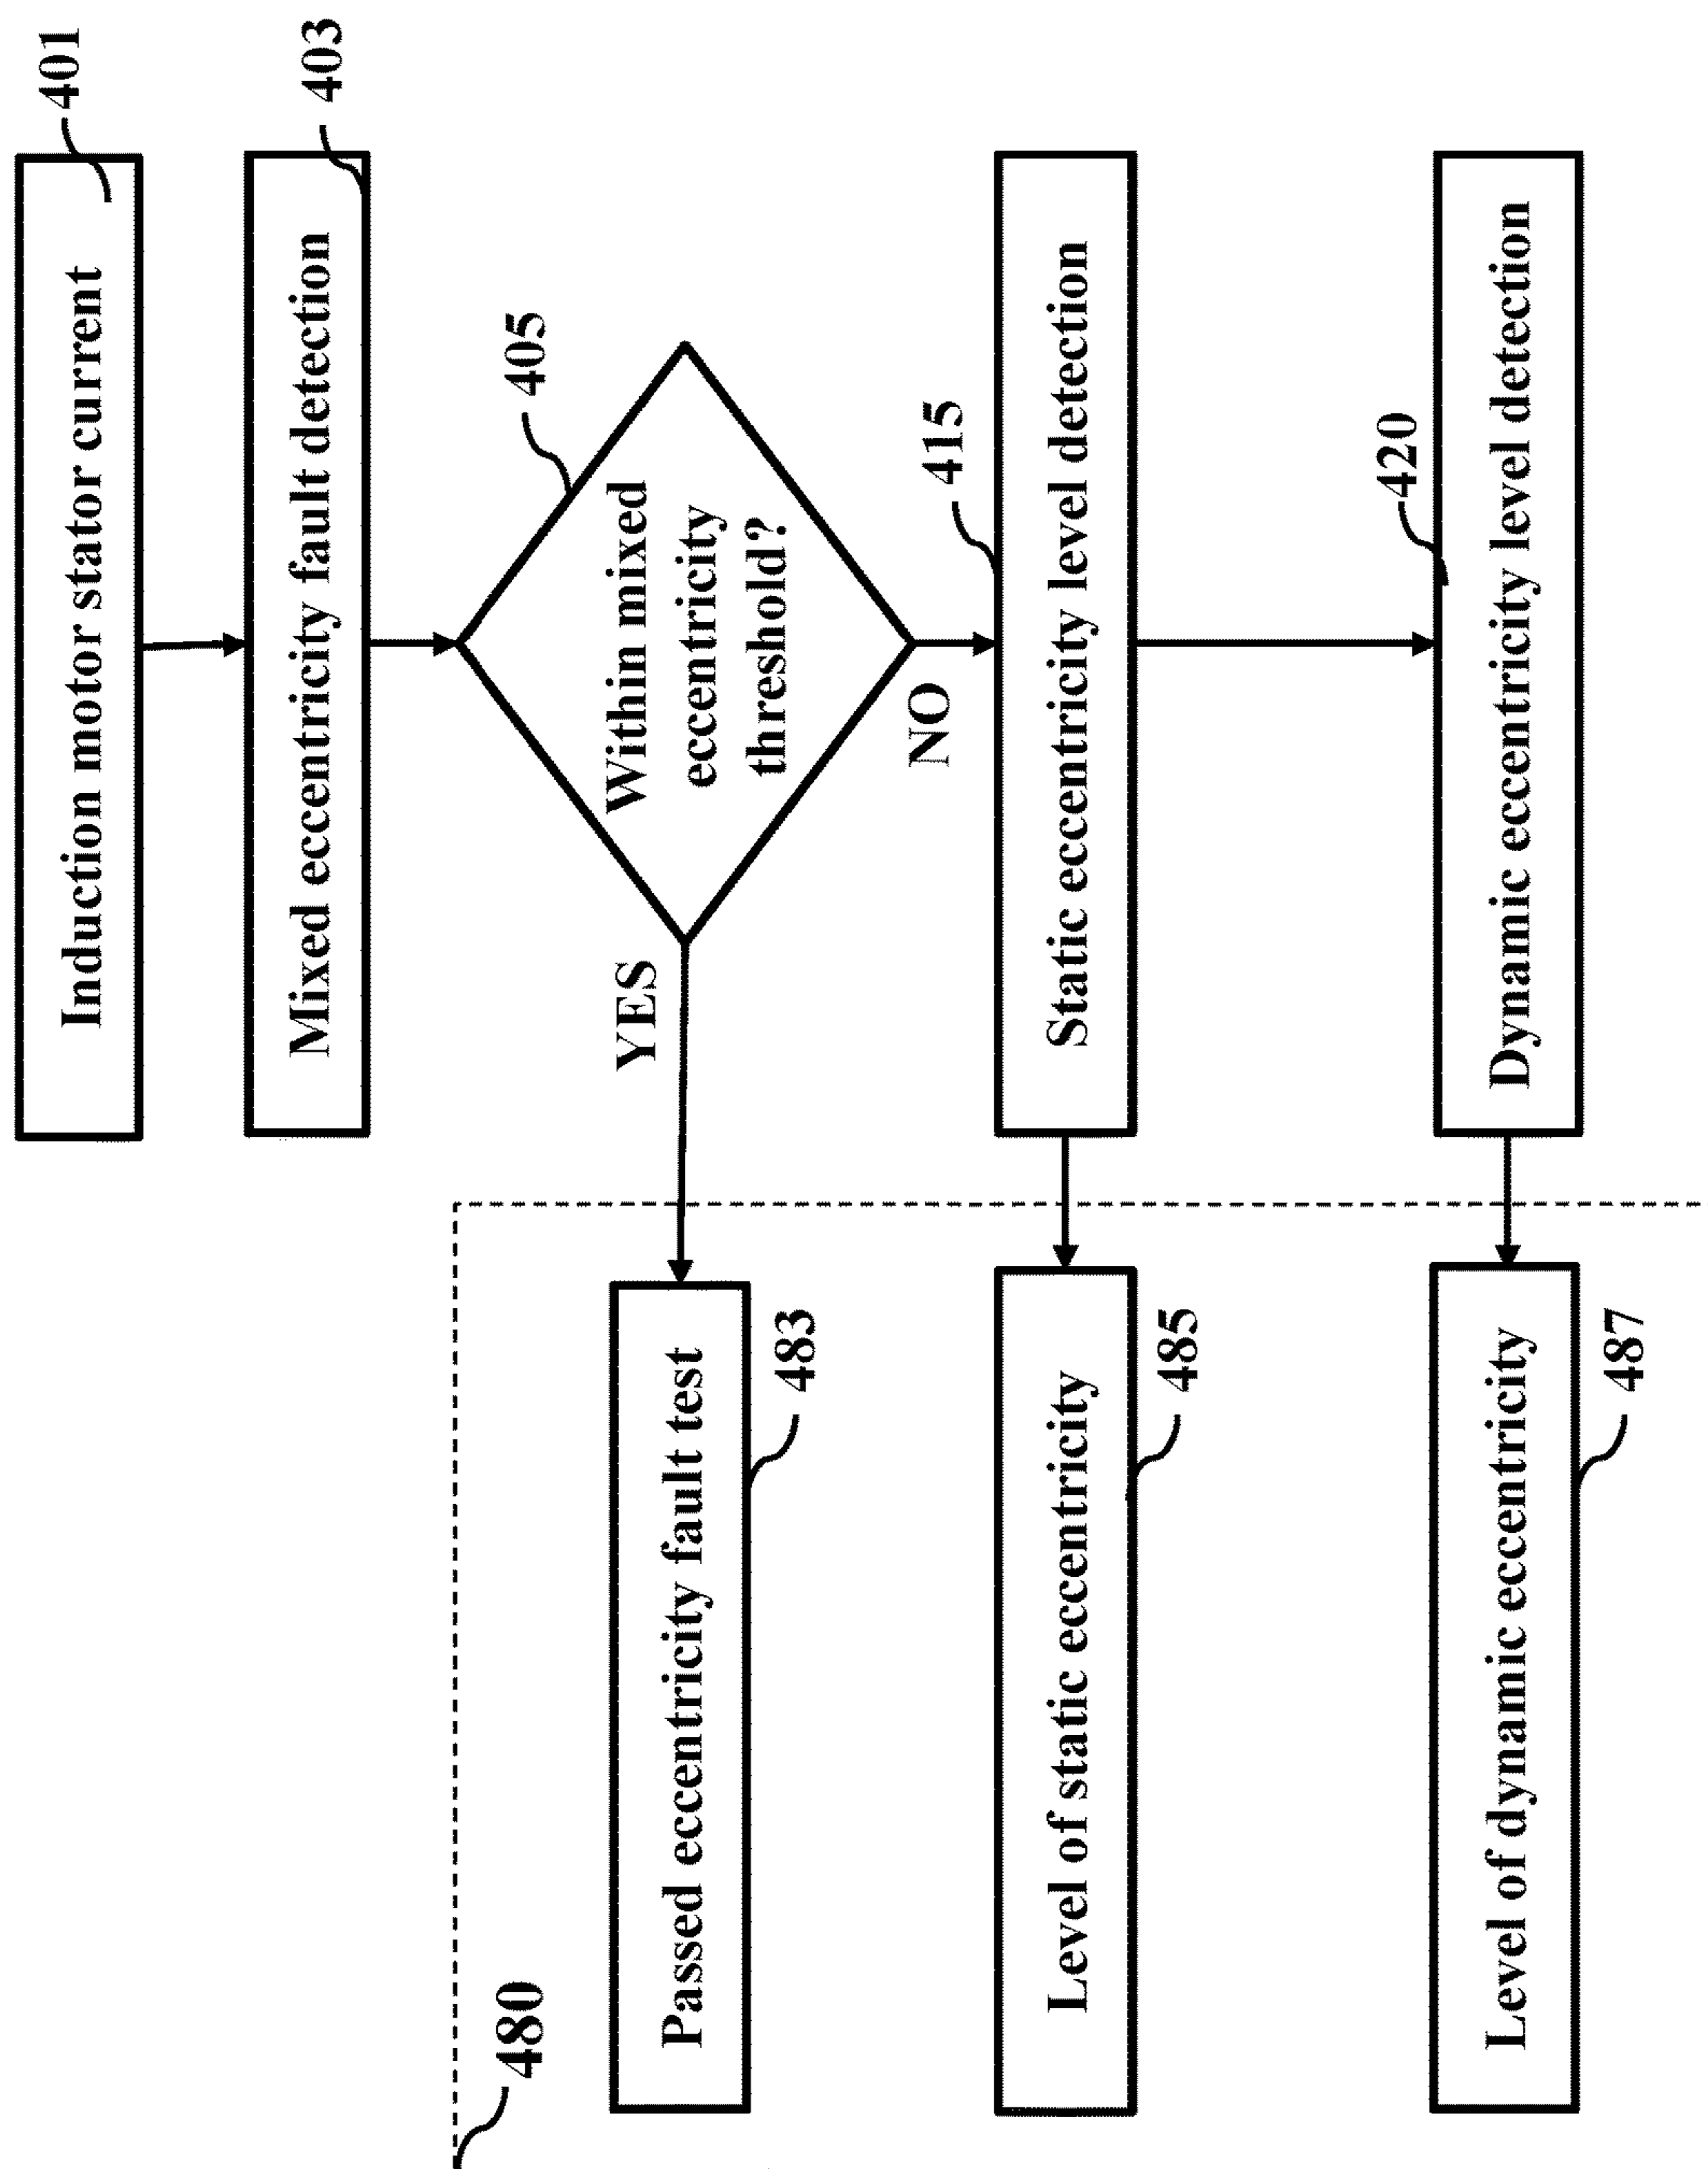 401
Induction motor stator current
403
Mixed eccentricity fault detection
405
Within mixed
eccentricity
threshold?
YES
NO
415
Static eccentricity level detection
420
Dynamic eccentricity level detection
480
Passed eccentricity fault test
483
Level of static eccentricity
485
Level of dynamic eccentricity
487